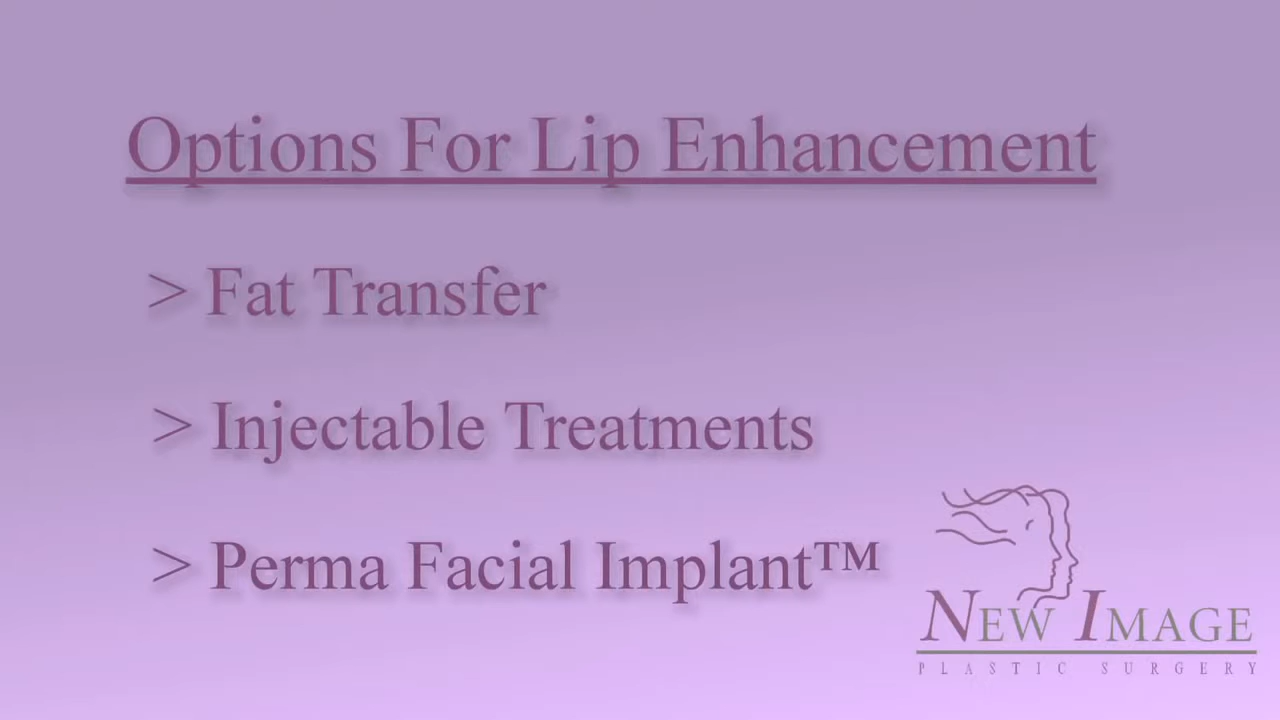 Options For Lip Enhancement
> Fat Transfer
> Injectable Treatments
> Perma Facial Implant™
NEW IMAGE
PLASTIC SURGERY